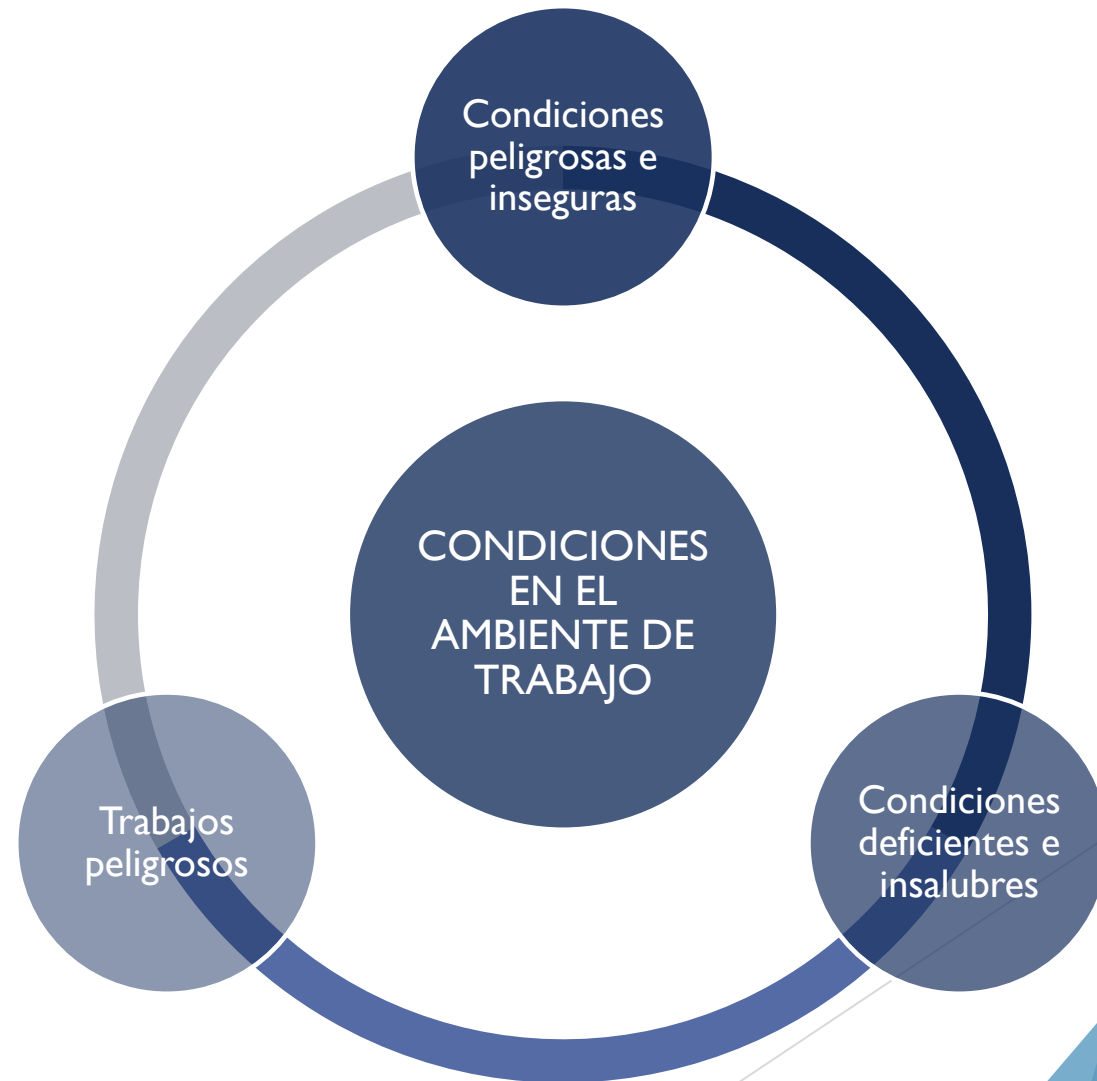 Condiciones
peligrosas e
inseguras
CONDICIONES
EN EL
AMBIENTE DE
TRABAJO
Trabajos
peligrosos
Condiciones
deficientes e
insalubres